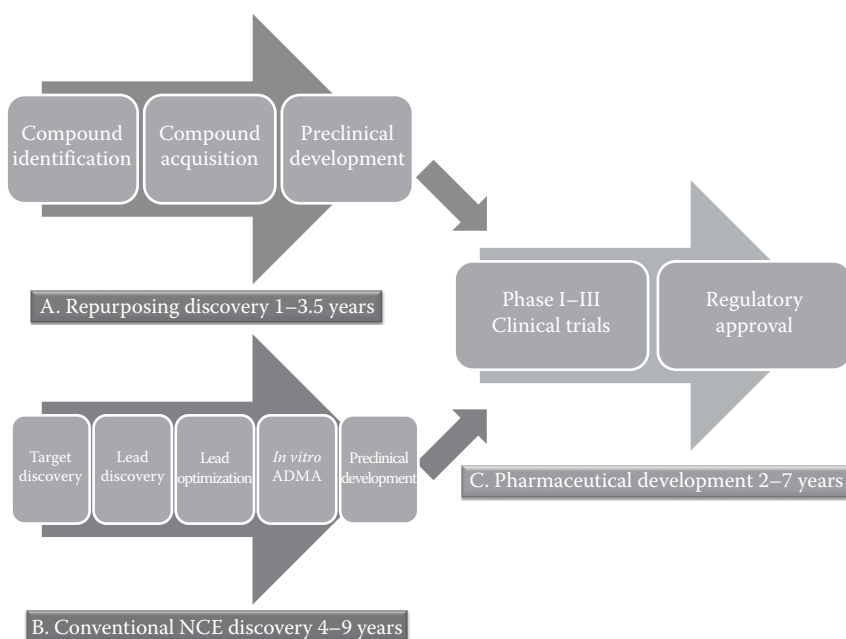 Compound
identification
Compound
acquisition
Preclinical
development
A. Repurposing discovery 1–3.5 years
Target
discovery
Lead
discovery
Lead
optimization
In vitro
ADMA
Preclinical
development
B. Conventional NCE discovery 4–9 years
Phase I–III
Clinical trials
Regulatory
approval
C. Pharmaceutical development 2–7 years